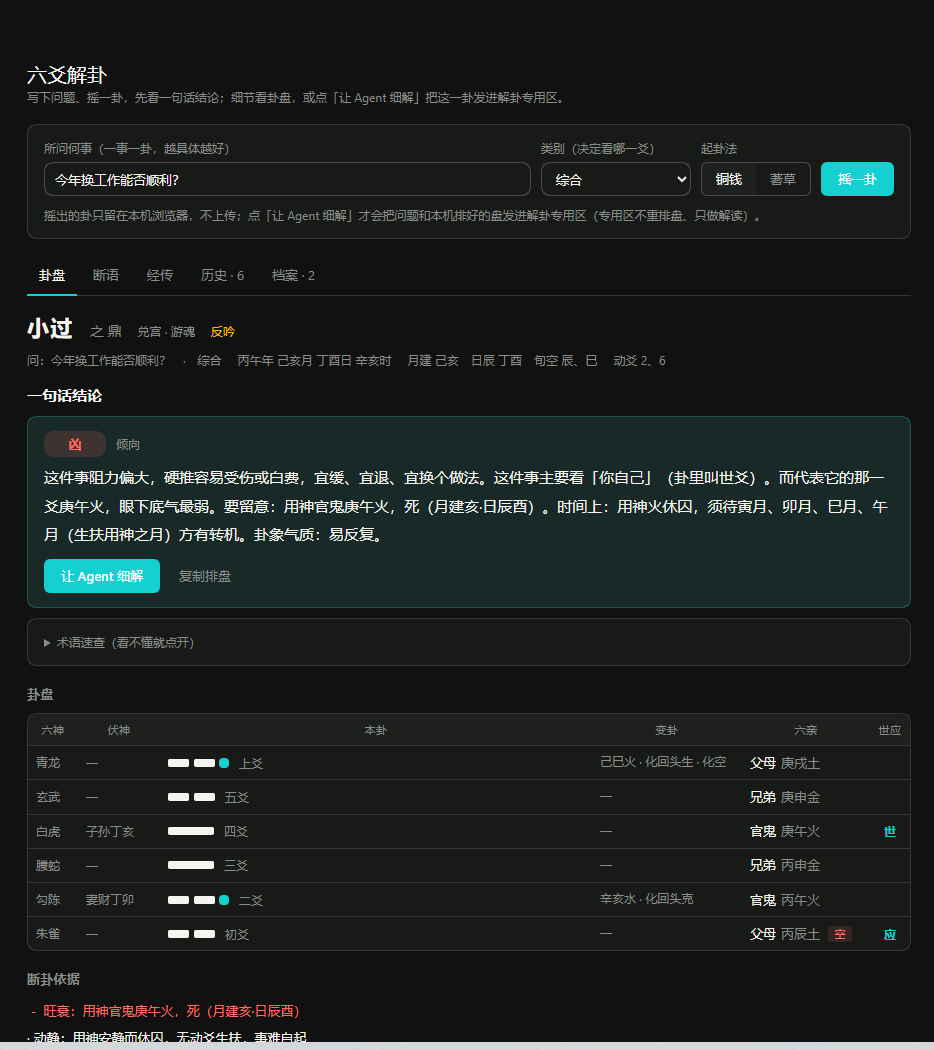 六爻解卦
写下问题、摇一卦，先看一句话结论；细节看卦盘，或点「让 Agent 细解」把这一卦发进解卦专用区。
所问何事（一事一卦，越具体越好） 类别（决定看哪一爻） 起卦法
今年换工作能否顺利？ 综合 铜钱 蓍草 摇一卦
摇出的卦只留在本机浏览器，不上传；点「让 Agent 细解」才会把问题和本机排好的盘发进解卦专用区（专用区不重排盘、只做解读）。
卦盘 断语 经传 历史 · 6 档案 · 2
小过 之 鼎 兑宫 · 游魂 反吟
问：今年换工作能否顺利？ · 综合 丙午年 己亥月 丁酉日 辛亥时 月建 己亥 日辰 丁酉 旬空 辰、巳 动爻 2、6
一句话结论
凶 倾向
这件事阻力偏大，硬推容易受伤或白费，宜缓、宜退、宜换个做法。这件事主要看「你自己」（卦里叫世爻）。而代表它的那一
爻庚午火，眼下底气最弱。要留意：用神官鬼庚午火，死（月建亥·日辰酉）。时间上：用神火休囚，须待寅月、卯月、巳月、午
月（生扶用神之月）方有转机。卦象气质：易反复。
让 Agent 细解 复制排盘
▶ 术语速查（看不懂就点开）
卦盘
六神 伏神 本卦 变卦 六亲 世应
青龙 — 上爻 己巳火 · 化回头生 · 化空 父母 庚戌土
玄武 — 五爻 — 兄弟 庚申金
白虎 子孙丁亥 四爻 — 官鬼 庚午火 世
螣蛇 — 三爻 — 兄弟 丙申金
勾陈 妻财丁卯 二爻 辛亥水 · 化回头克 官鬼 丙午火
朱雀 — 初爻 — 父母 丙辰土 空 应
断卦依据
- 旺衰：用神官鬼庚午火，死（月建亥·日辰酉）
· 动静：用神安静而休囚，无动爻生扶，事难自起